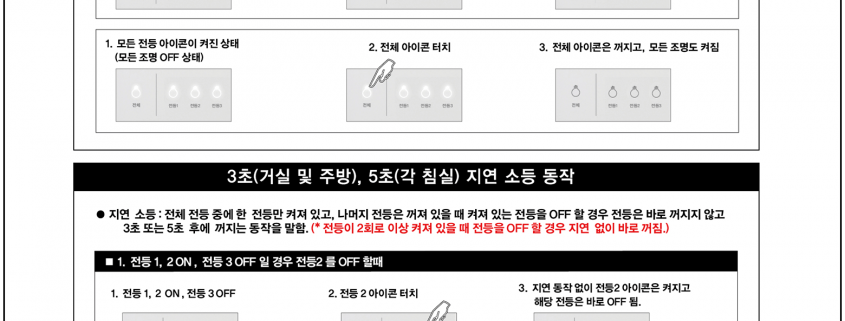 1. 모든 전등 아이콘이 켜진 상태
(모든 조명 OFF 상태)
2. 전체 아이콘 터치
3. 전체 아이콘은 꺼지고, 모든 조명도 켜짐
전체 전등1 전등2 전등3
전체 전등1 전등2 전등3
전체 전등1 전등2 전등3
3초(거실 및 주방), 5초(각 침실) 지연 소등 동작
● 지연 소등 : 전체 전등 중에 한 전등만 켜져 있고, 나머지 전등은 꺼져 있을 때 켜져 있는 전등을 OFF 할 경우 전등은 바로 꺼지지 않고
3초 또는 5초 후에 꺼지는 동작을 말함. (* 전등이 2회로 이상 켜져 있을 때 전등을 OFF 할 경우 지연 없이 바로 꺼짐.)
■ 1. 전등 1, 2 ON , 전등 3 OFF 일 경우 전등2 를 OFF 할때
1. 전등 1, 2 ON , 전등 3 OFF
2. 전등 2 아이콘 터치
3. 지연 동작 없이 전등2 아이콘은 켜지고
해당 전등은 바로 OFF 됨.